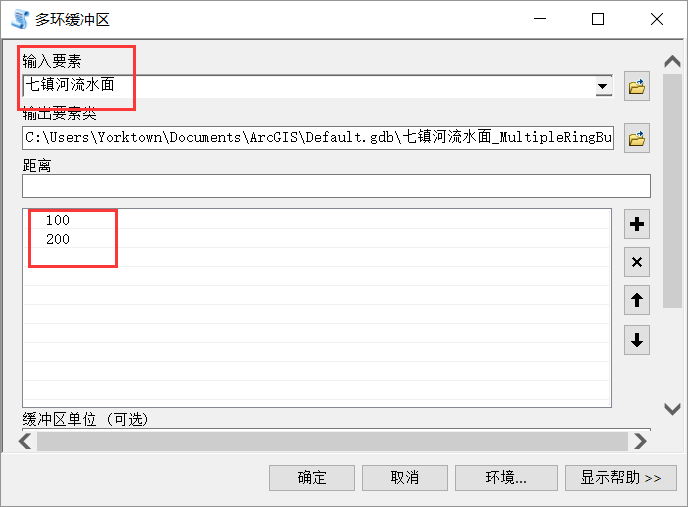 多环缓冲区
输入要素
七镇河流水面
输出要素类
C:\Users\Yorktown\Documents\ArcGIS\Default.gdb\七镇河流水面_MultipleRingBu
距离
100
200
缓冲区单位 (可选)
确定
取消
环境...
显示帮助 >>